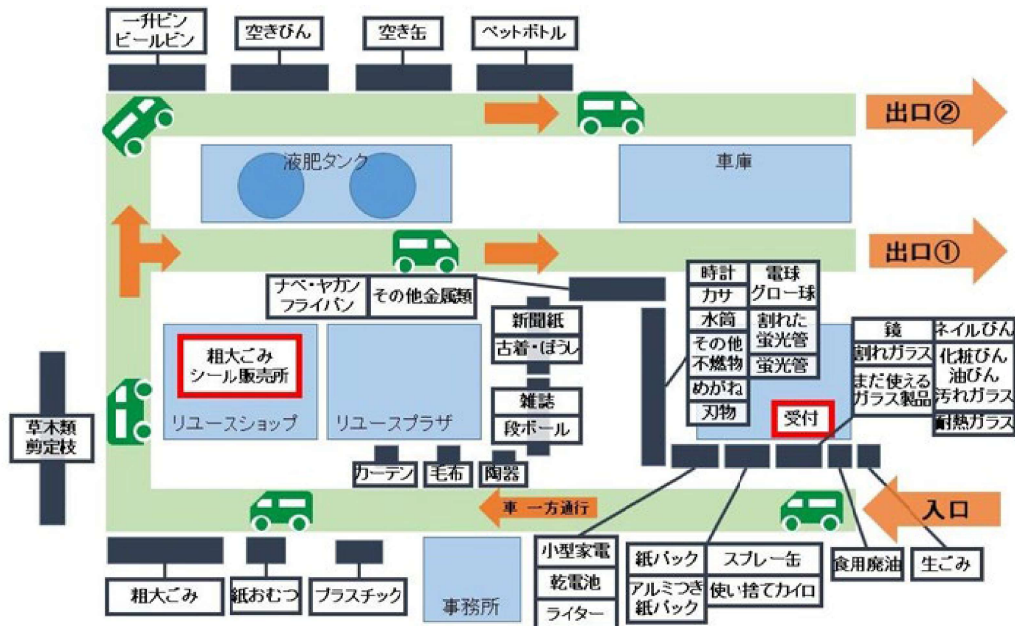 一升ビン
ビールビン
空きびん
空き缶
ペットボトル
出口②
液肥タンク
車庫
出口①
ナベ・ヤカン
フライパン
その他金属類
新聞紙
古着・ぼうし
時計
カサ
水筒
その他
不燃物
めがね
刃物
電球
グロー球
割れた
蛍光管
蛍光管
鏡
割れガラス
まだ使える
ガラス製品
ネイルびん
化粧びん
油びん
汚れガラス
耐熱ガラス
粗大ごみ
シール販売所
リユースショップ
リユースプラザ
雑誌
段ボール
受付
草木類
剪定枝
カーテン
毛布
陶器
車 一方通行
入口
粗大ごみ
紙おむつ
プラスチック
事務所
小型家電
乾電池
ライター
紙パック
アルミつき
紙パック
スプレー缶
使い捨てカイロ
食用廃油
生ごみ